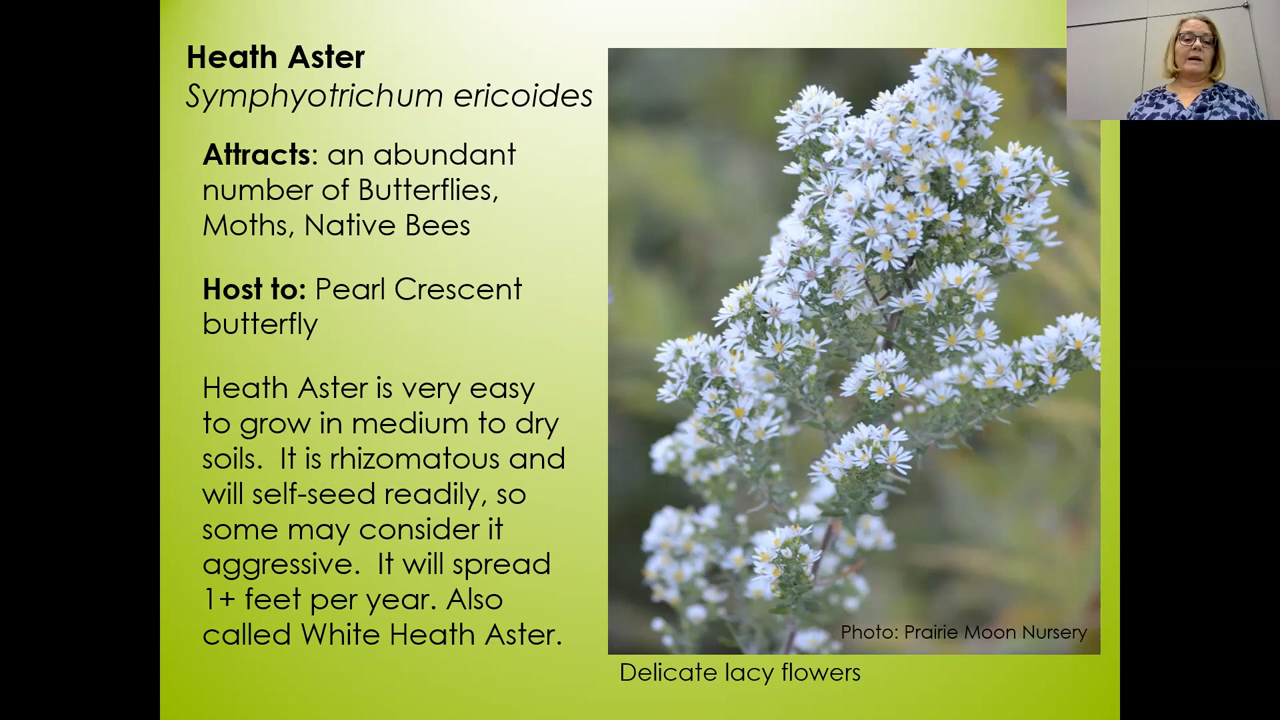 Heath Aster
Symphyotrichum ericoides
Attracts: an abundant
number of Butterflies,
Moths, Native Bees
Host to: Pearl Crescent
butterfly
Heath Aster is very easy
to grow in medium to dry
soils.  It is rhizomatous and
will self-seed readily, so
some may consider it
aggressive.  It will spread
1+ feet per year. Also
called White Heath Aster.
Photo: Prairie Moon Nursery
Delicate lacy flowers